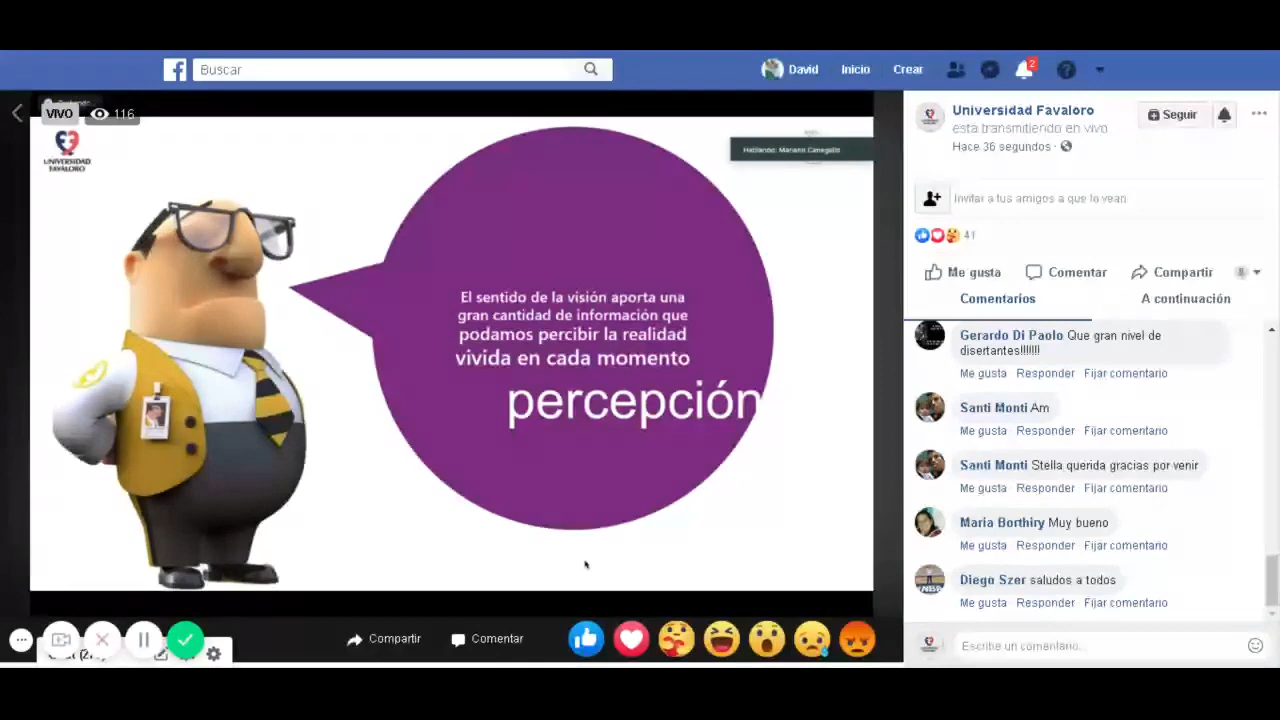 Buscar
David
Inicio
Crear
2
VIVO
116
UNIVERSIDAD
FAVALORO
Hablando: Mariano Canegallo
El sentido de la visión aporta una
gran cantidad de información que
podamos percibir la realidad
vivida en cada momento
percepción
Compartir
Comentar
Universidad Favaloro
está transmitiendo en vivo
Hace 36 segundos ·
Seguir
Invitar a tus amigos a que lo vean
41
Me gusta
Comentar
Compartir
Comentarios
A continuación
Gerardo Di Paolo Que gran nivel de
disertantes!!!!!!!
Me gusta Responder Fijar comentario
Santi Monti Am
Me gusta Responder Fijar comentario
Santi Monti Stella querida gracias por venir
Me gusta Responder Fijar comentario
Maria Borthiry Muy bueno
Me gusta Responder Fijar comentario
Diego Szer saludos a todos
Me gusta Responder Fijar comentario
Escribe un comentario...